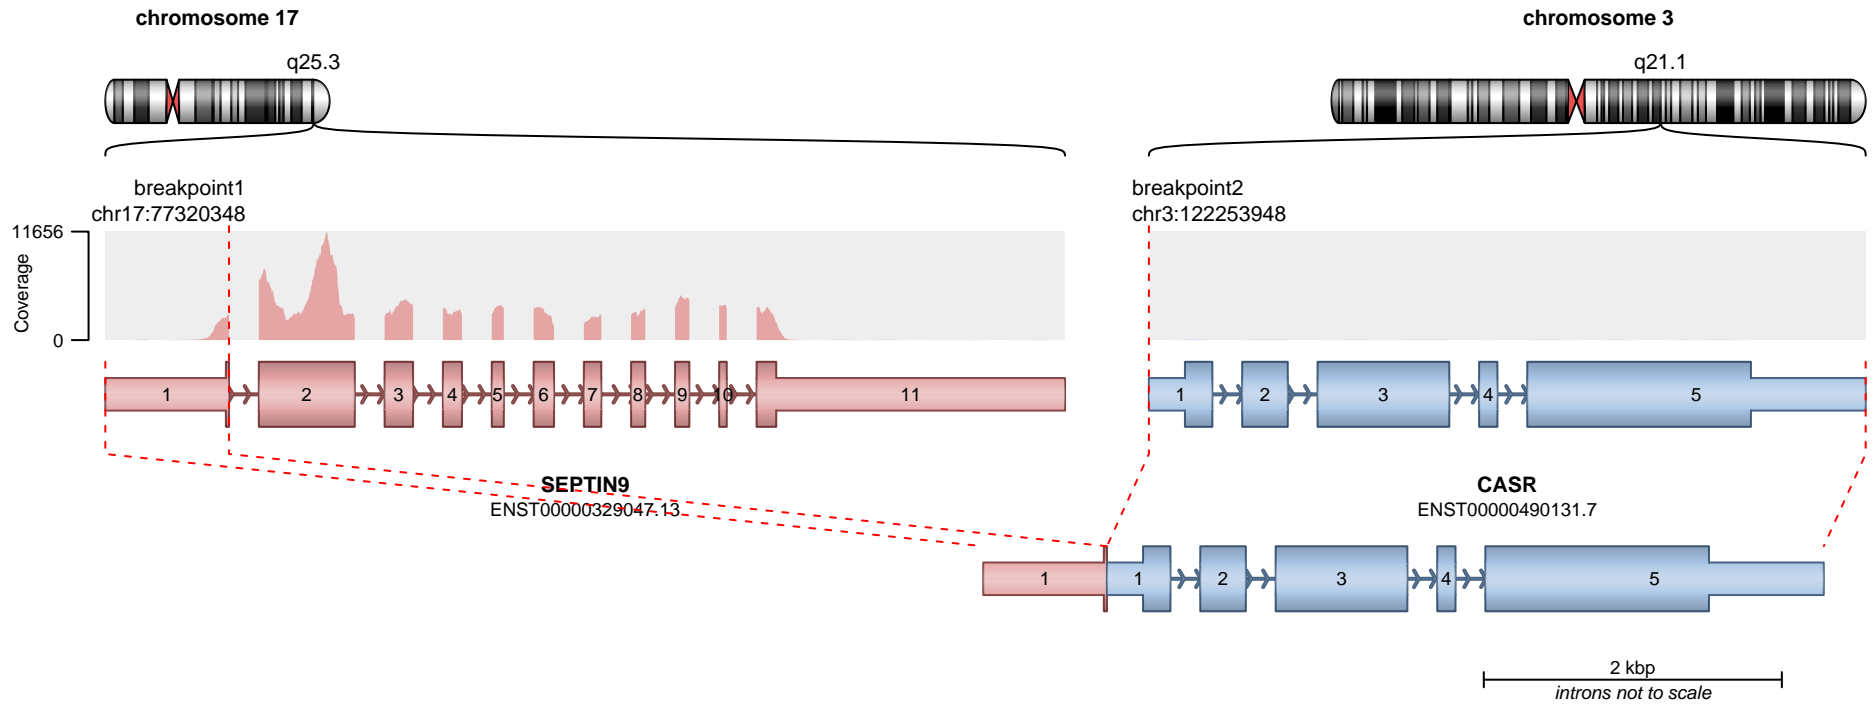 chromosome 17
chromosome 3
q25.3
q21.1
breakpoint1
chr17:77320348
breakpoint2
chr3:122253948
11656
0
Coverage
1 2 3 4 5 6 7 8 9 10 11
1 2 3 4 5
SEPTIN9
ENST00000329047.13
CASR
ENST00000490131.7
1 1 2 3 4 5
2 kbp
introns not to scale